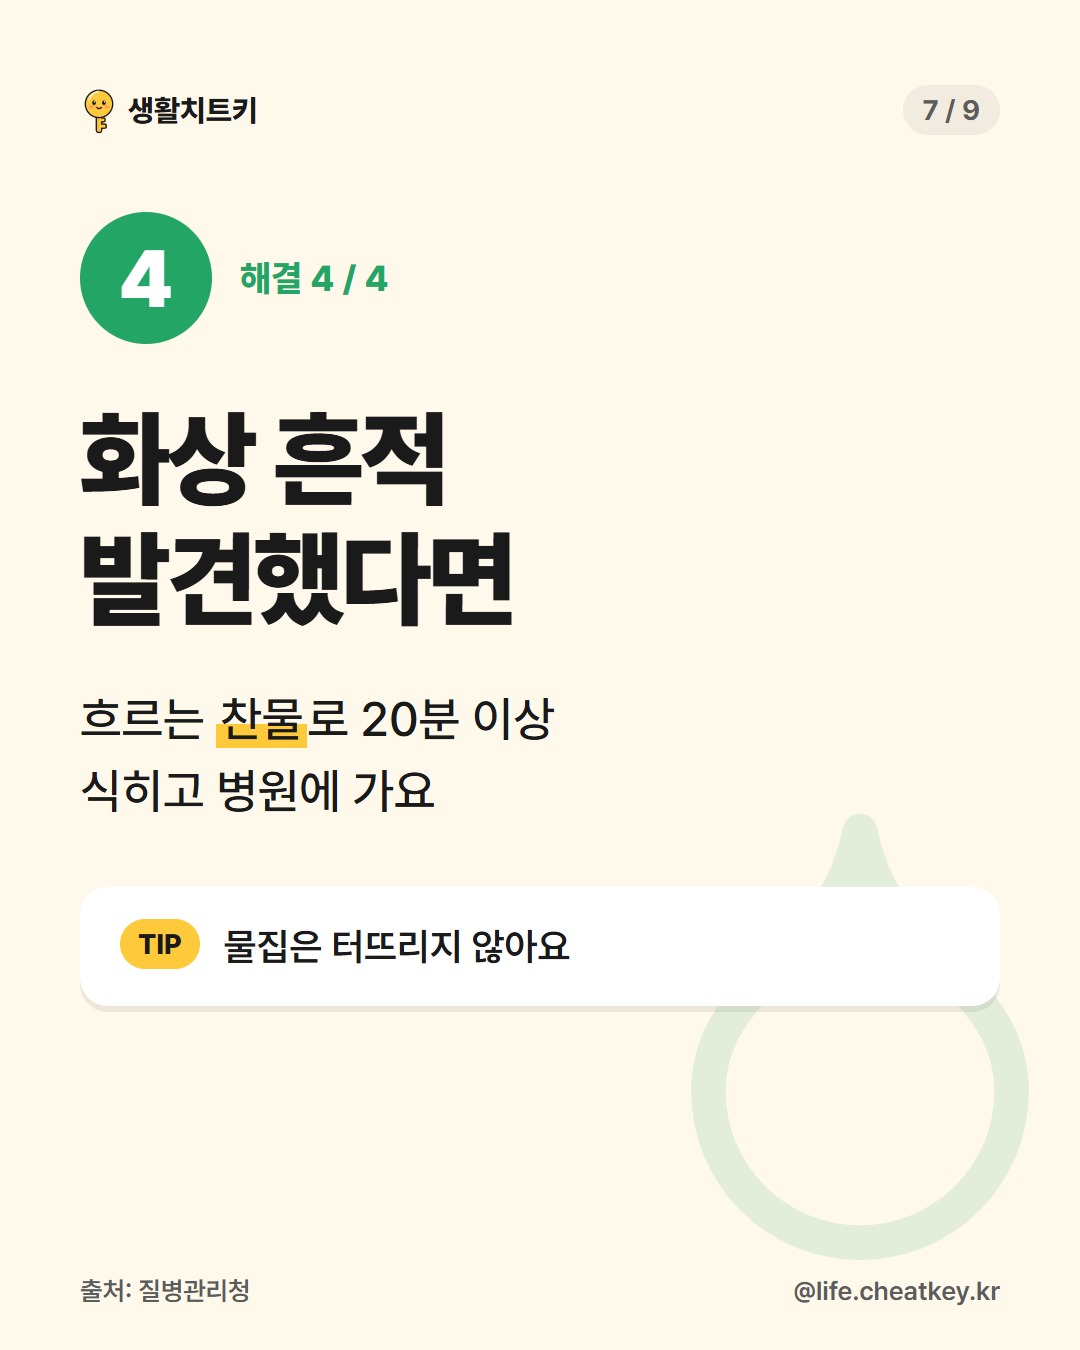 생활치트키
7 / 9
4
해결 4 / 4
화상 흔적
발견했다면
흐르는 찬물로 20분 이상
식히고 병원에 가요
TIP 물집은 터뜨리지 않아요
출처: 질병관리청
@life.cheatkey.kr